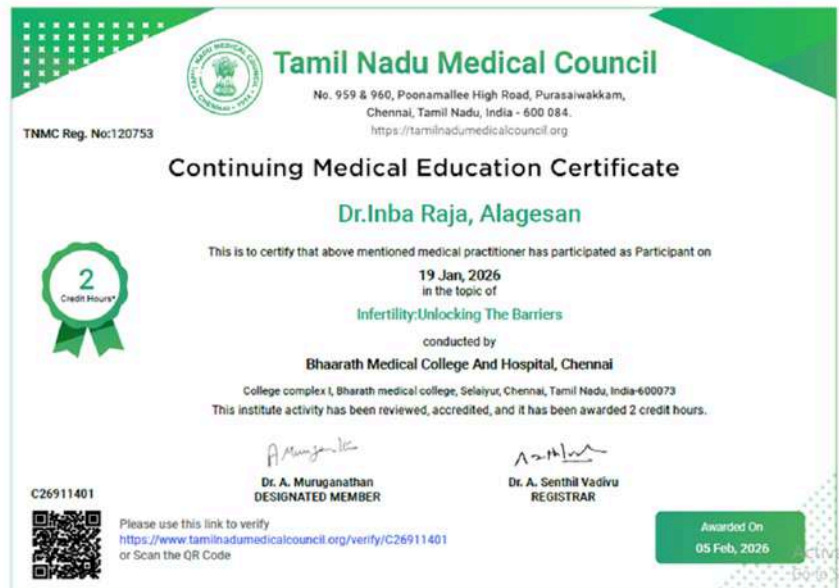 Tamil Nadu Medical Council
No. 959 & 960, Poonamallee High Road, Purasaiwakkam,
Chennai, Tamil Nadu, India - 600 084.
https://tamilnadumedicalcouncil.org
TNMC Reg. No:120753
Continuing Medical Education Certificate
Dr.Inba Raja, Alagesan
This is to certify that above mentioned medical practitioner has participated as Participant on
19 Jan, 2026
in the topic of
Infertility:Unlocking The Barriers
conducted by
Bhaarath Medical College And Hospital, Chennai
College complex I, Bharath medical college, Selaiyur, Chennai, Tamil Nadu, India-600073
This institute activity has been reviewed, accredited, and it has been awarded 2 credit hours.
2
Credit Hours*
Dr. A. Muruganathan
DESIGNATED MEMBER
Dr. A. Senthil Vadivu
REGISTRAR
C26911401
Please use this link to verify
https://www.tamilnadumedicalcouncil.org/verify/C26911401
or Scan the QR Code
Awarded On
05 Feb, 2026